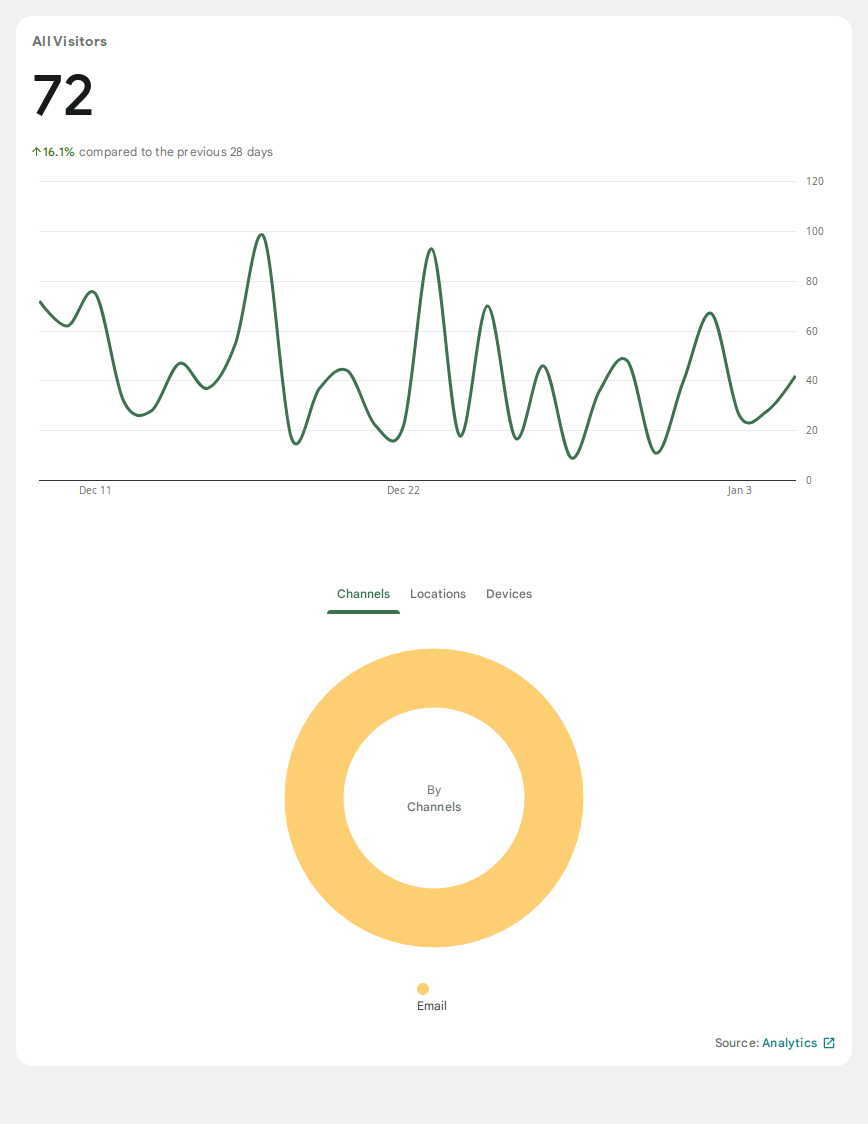 All Visitors
72
↑16.1% compared to the previous 28 days
120
100
80
60
40
20
0
Dec 11 Dec 22 Jan 3
Channels Locations Devices
By
Channels
Email
Source: Analytics